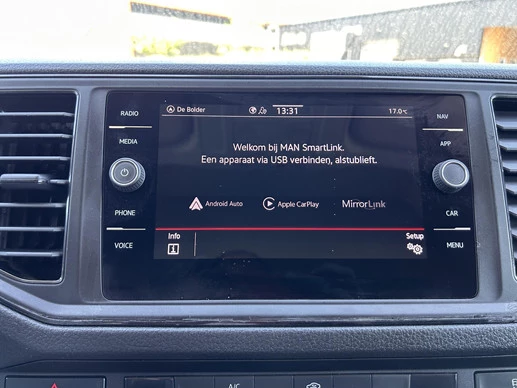 RADIO
MEDIA
PHONE
VOICE
De Bolder 13:31 17.0°C
Welkom bij MAN SmartLink.
Een apparaat via USB verbinden, alstublieft.
Android Auto Apple CarPlay MirrorLink
Info Setup
NAV
APP
CAR
MENU
A/C